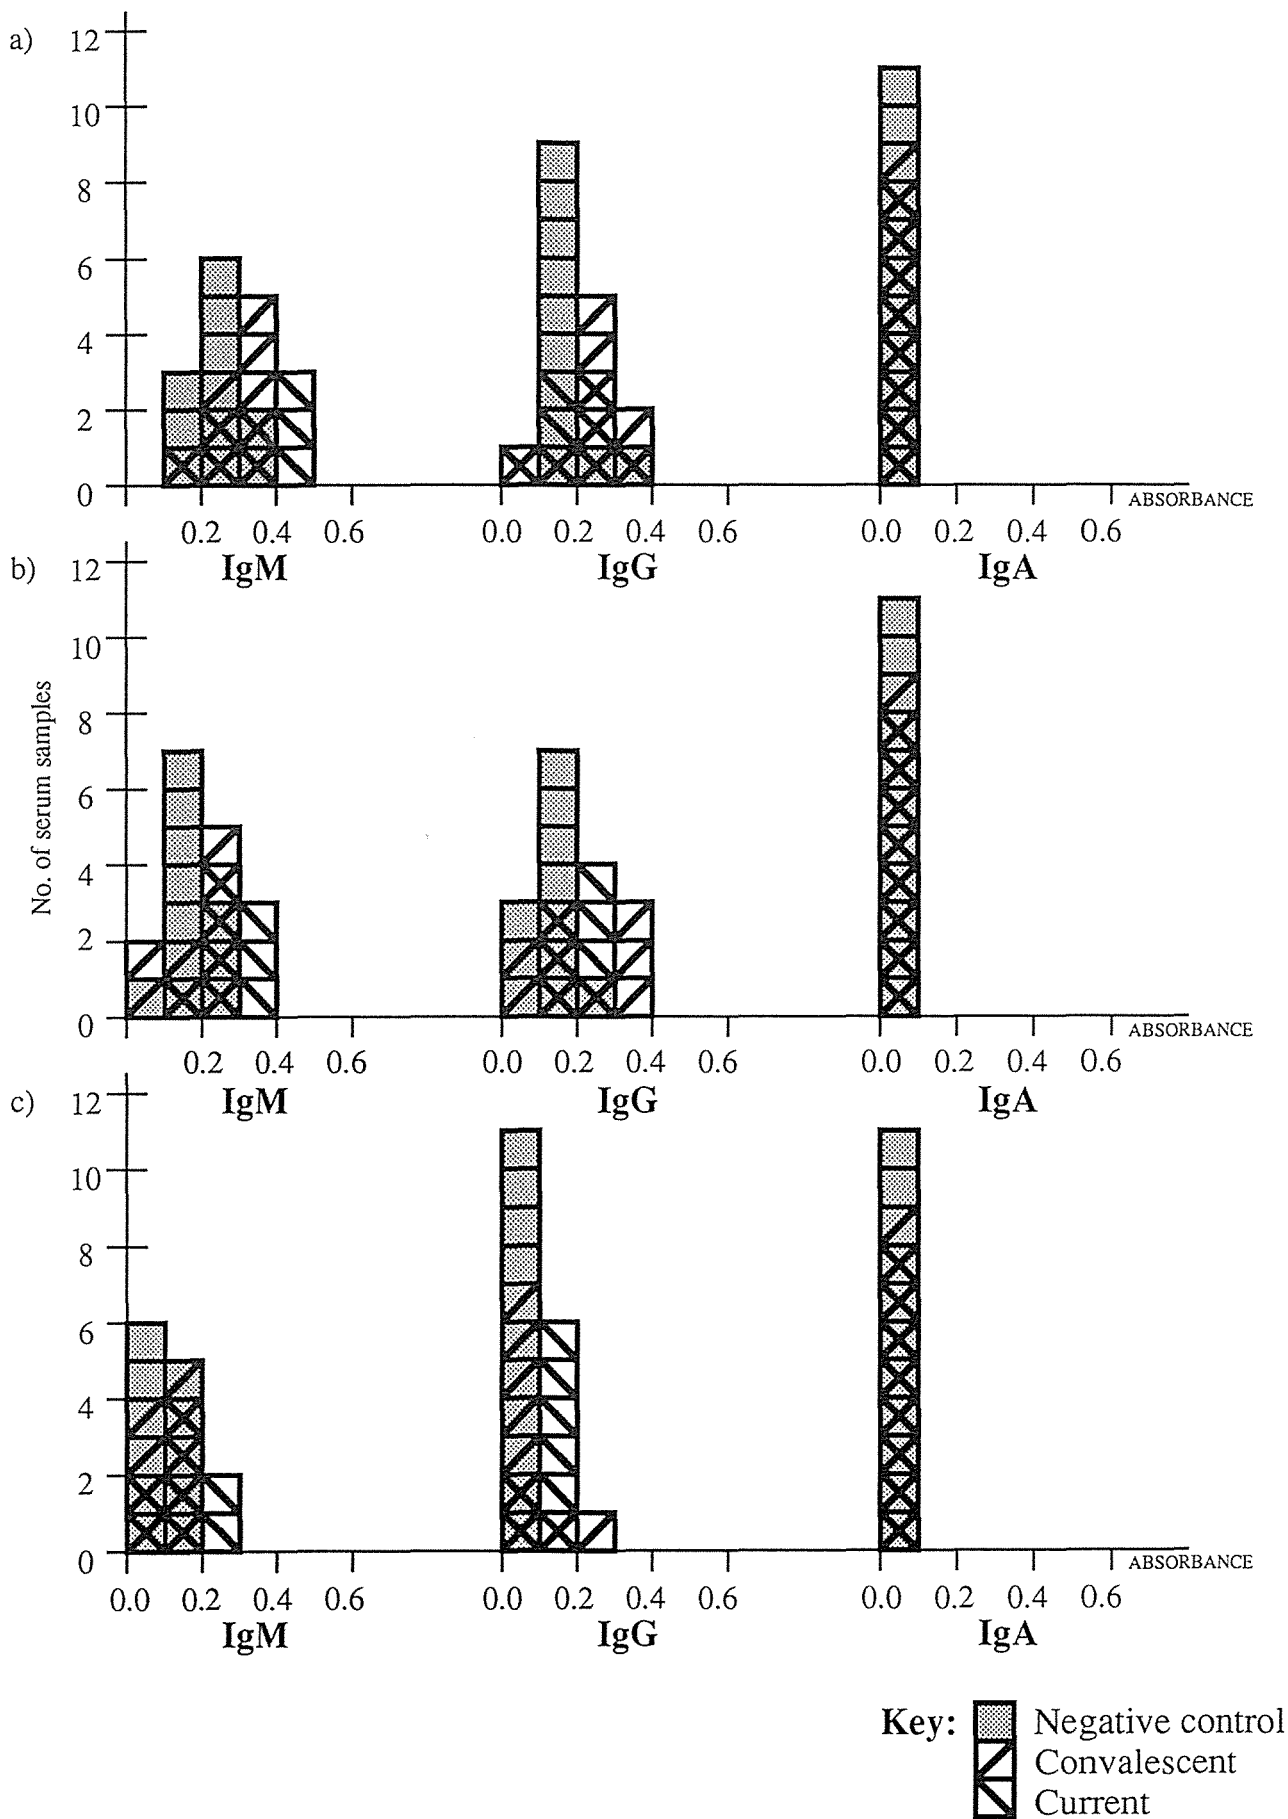 a)
12
10
8
6
4
2
0
0.2 0.4 0.6 0.0 0.2 0.4 0.6 0.0 0.2 0.4 0.6 ABSORBANCE
IgM IgG IgA
b)
No. of serum samples
12
10
8
6
4
2
0
0.2 0.4 0.6 0.0 0.2 0.4 0.6 0.0 0.2 0.4 0.6 ABSORBANCE
IgM IgG IgA
c)
12
10
8
6
4
2
0
0.0 0.2 0.4 0.6 0.0 0.2 0.4 0.6 0.0 0.2 0.4 0.6 ABSORBANCE
IgM IgG IgA
Key: Negative control
Convalescent
Current